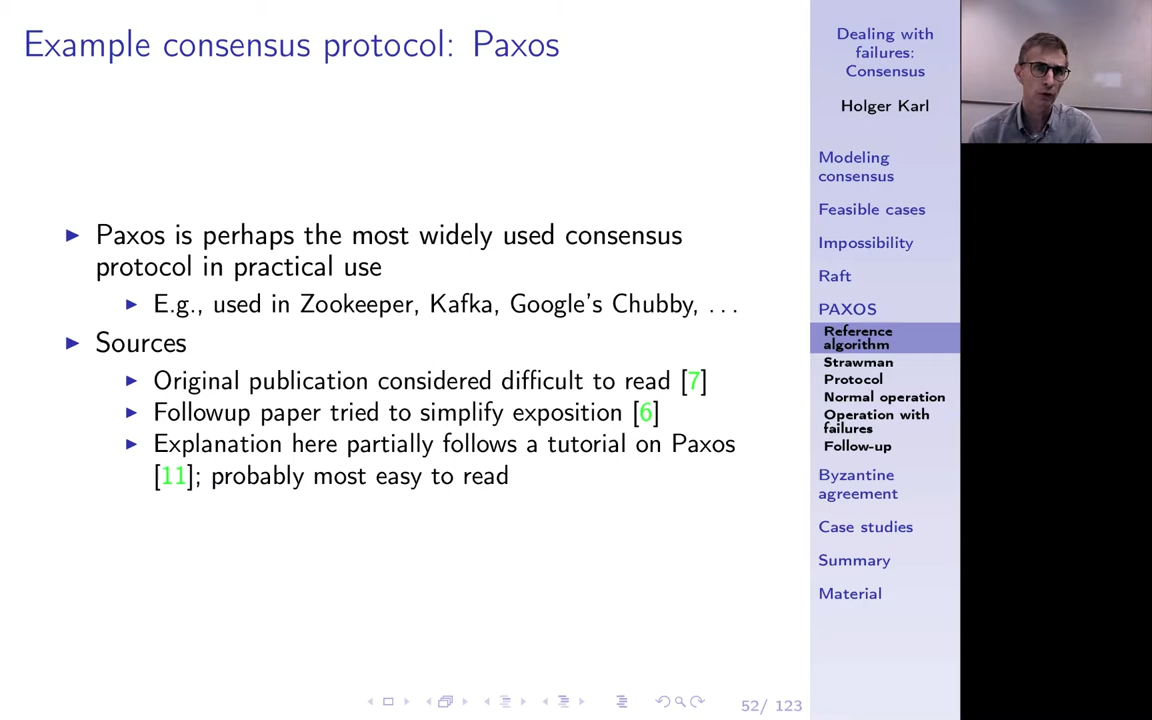 Example consensus protocol: Paxos
Paxos is perhaps the most widely used consensus
protocol in practical use
E.g., used in Zookeeper, Kafka, Google's Chubby, ...
Sources
Original publication considered difficult to read [7]
Followup paper tried to simplify exposition [6]
Explanation here partially follows a tutorial on Paxos
[11]; probably most easy to read
52/ 123
Dealing with
failures:
Consensus
Holger Karl
Modeling
consensus
Feasible cases
Impossibility
Raft
PAXOS
Reference
algorithm
Strawman
Protocol
Normal operation
Operation with
failures
Follow-up
Byzantine
agreement
Case studies
Summary
Material